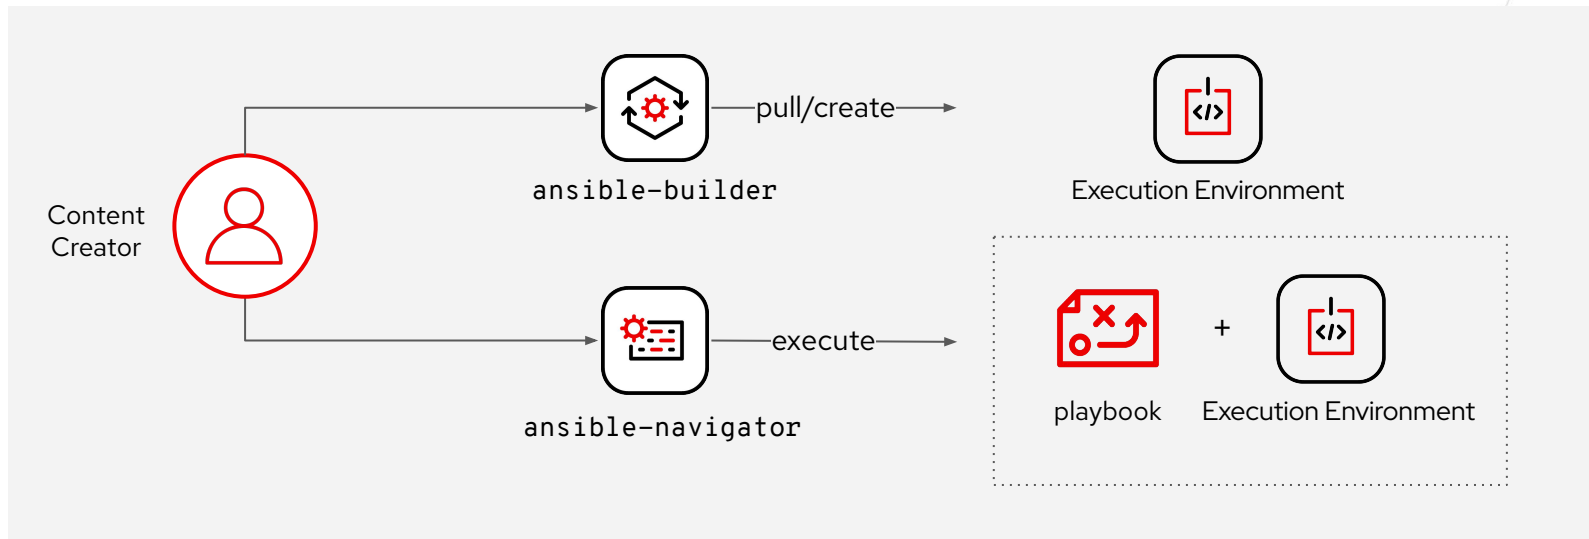 Content
Creator
pull/create
</>
ansible-builder
Execution Environment
execute
+
</>
ansible-navigator
playbook
Execution Environment